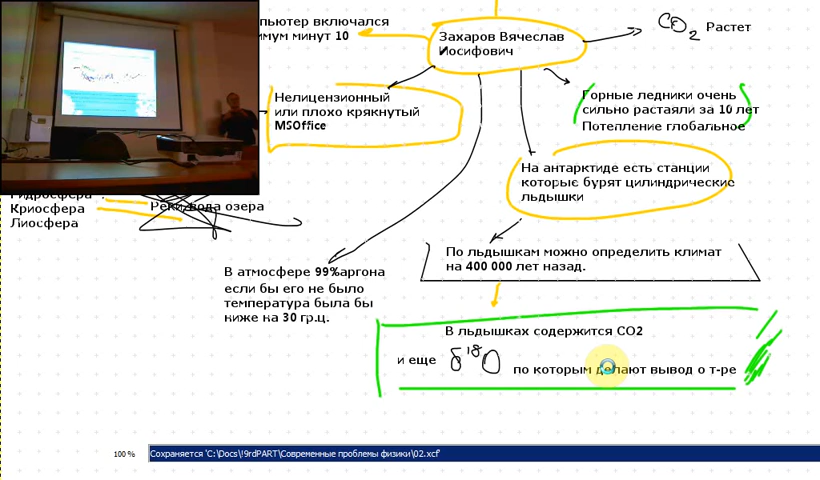 пьютер включался
имум минут 10
Захаров Вячеслав
Иосифович
CO2 Растет
Нелицензионный
или плохо крякнутый
MSOffice
Горные ледники очень
сильно растаяли за 10 лет
Потепление глобальное
На антарктиде есть станции
которые бурят цилиндрические
льдышки
Гидросфера
Криосфера
Лиосфера
Реки вода озера
По льдышкам можно определить климат
на 400 000 лет назад.
В атмосфере 99%аргона
если бы его не было
температура была бы
ниже на 30 гр.ц.
В льдышках содержится СО2
и еще δ¹⁸O по которым делают вывод о т-ре
100 % Сохраняется 'C:\Docs\!9rdPART\Современные проблемы физики\02.xcf'